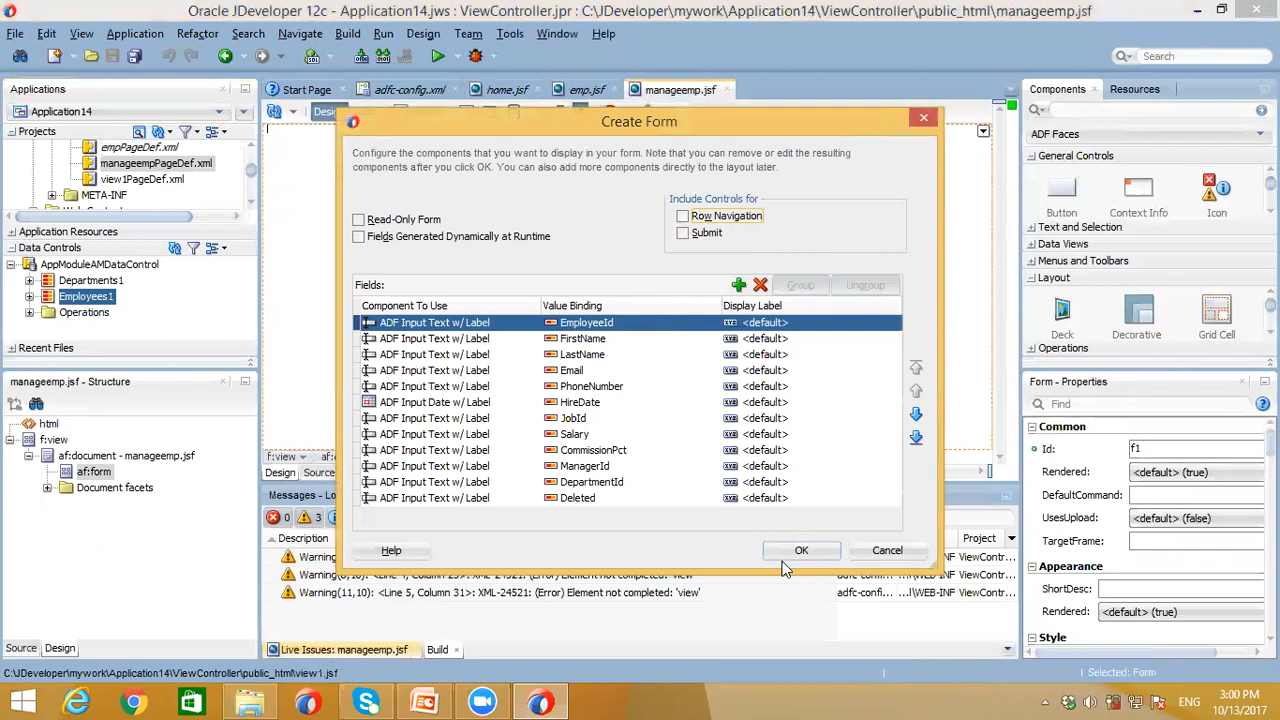 Oracle JDeveloper 12c - Application14.jws : ViewController.jpr : C:\JDeveloper\mywork\Application14\ViewController\public_html\manageemp.jsf
File Edit View Application Refactor Search Navigate Build Run Design Team Tools Window Help
Search
Applications
Application14
Projects
empPageDef.xml
manageempPageDef.xml
view1PageDef.xml
META-INF
Application Resources
Data Controls
AppModuleAMDataControl
Departments1
Employees1
Operations
Recent Files
manageemp.jsf - Structure
html
f:view
af:document - manageemp.jsf
af:form
Document facets
Source Design
Start Page adfc-config.xml home.jsf emp.jsf manageemp.jsf
Create Form
Configure the components that you want to display in your form. Note that you can remove or edit the resulting
components after you click OK. You can also add more components directly to the layout later.
Read-Only Form
Fields Generated Dynamically at Runtime
Include Controls for
Row Navigation
Submit
Fields:
Group Ungroup
Component To Use Value Binding Display Label
ADF Input Text w/ Label EmployeeId <default>
ADF Input Text w/ Label FirstName <default>
ADF Input Text w/ Label LastName <default>
ADF Input Text w/ Label Email <default>
ADF Input Text w/ Label PhoneNumber <default>
ADF Input Date w/ Label HireDate <default>
ADF Input Text w/ Label JobId <default>
ADF Input Text w/ Label Salary <default>
ADF Input Text w/ Label CommissionPct <default>
ADF Input Text w/ Label ManagerId <default>
ADF Input Text w/ Label DepartmentId <default>
ADF Input Text w/ Label Deleted <default>
Help OK Cancel
f:view
Design
Messages - Lo
0 3
Description Project
ViewContr...
Warning(11,10): <Line 5, Column 31>: XML-24521: (Error) Element not completed: 'view' adfc-confi... ...l\WEB-INF ViewContr...
Live Issues: manageemp.jsf Build
Components Resources
ADF Faces
General Controls
Button Context Info Icon
Text and Selection
Data Views
Menus and Toolbars
Layout
Deck Decorative Grid Cell
Operations
Form - Properties
Find
Common
Id: f1
Rendered: <default> (true)
DefaultCommand:
UsesUpload: <default> (false)
TargetFrame:
Appearance
ShortDesc:
Rendered: <default> (true)
Style
C:\JDeveloper\mywork\Application14\ViewController\public_html\view1.jsf
Selected: Form
ENG
3:00 PM
10/13/2017